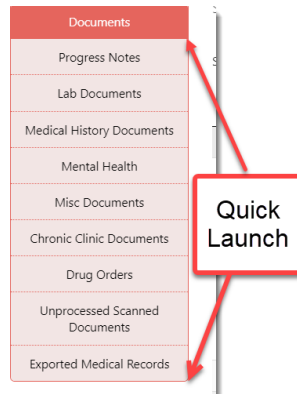 Documents
Progress Notes
Lab Documents
Medical History Documents
Mental Health
Misc Documents
Chronic Clinic Documents
Drug Orders
Unprocessed Scanned
Documents
Exported Medical Records
Quick
Launch